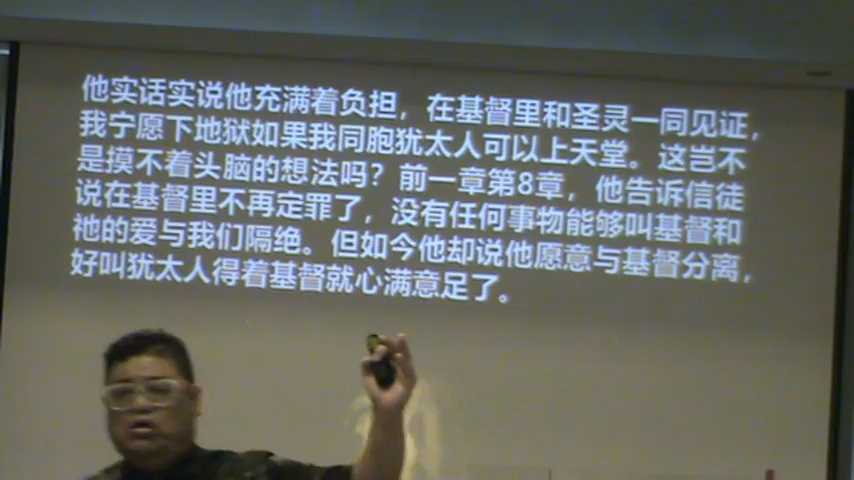 他实话实说他充满着负担，在基督里和圣灵一同见证，
我宁愿下地狱如果我同胞犹太人可以上天堂。这岂不
是摸不着头脑的想法吗？前一章第8章，他告诉信徒
说在基督里不再定罪了，没有任何事物能够叫基督和
祂的爱与我们隔绝。但如今他却说他愿意与基督分离，
好叫犹太人得着基督就心满意足了。